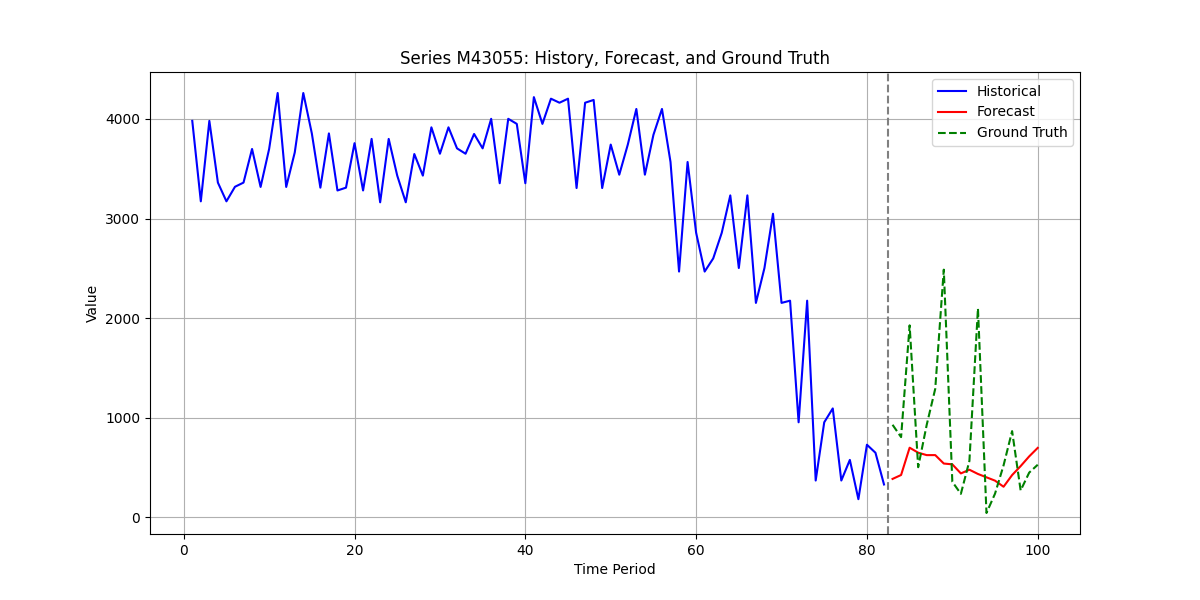 Series M43055: History, Forecast, and Ground Truth
Historical
Forecast
Ground Truth
Value
4000
3000
2000
1000
0
0 20 40 60 80 100
Time Period